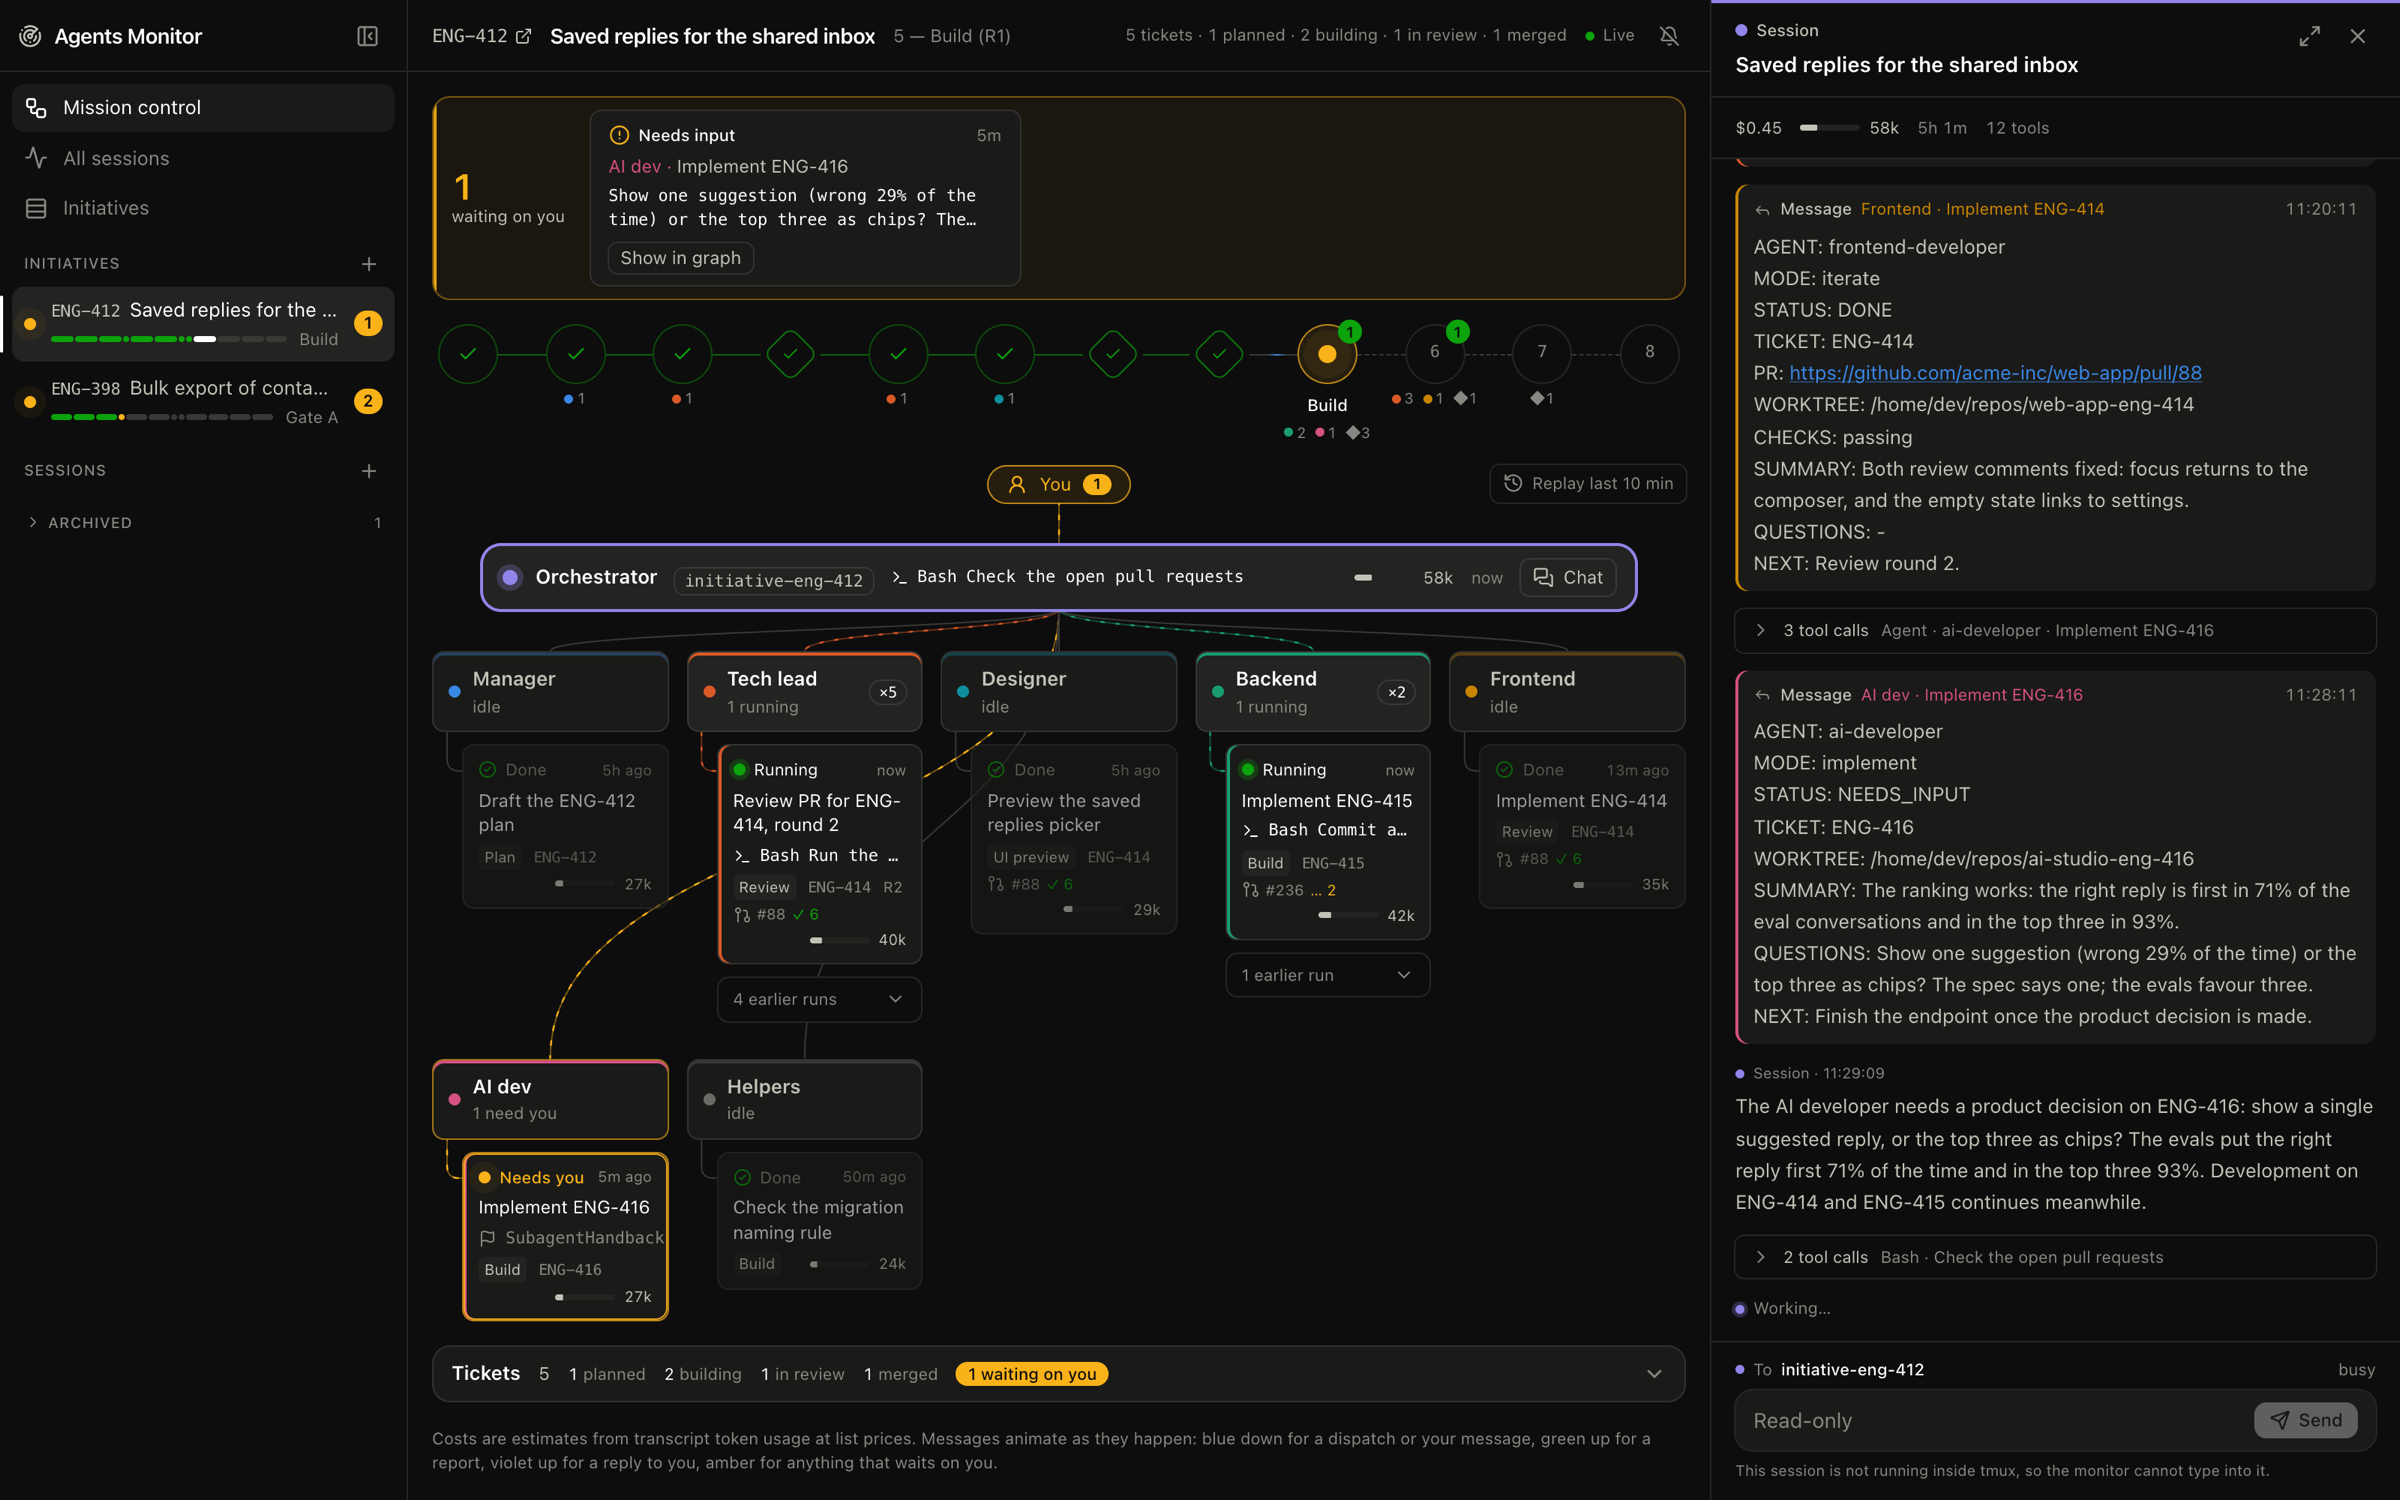 Agents Monitor
Mission control
All sessions
Initiatives
INITIATIVES
ENG-412 Saved replies for the ...
1
Build
ENG-398 Bulk export of conta...
2
Gate A
SESSIONS
ARCHIVED 1
ENG-412 Saved replies for the shared inbox 5 — Build (R1)
5 tickets · 1 planned · 2 building · 1 in review · 1 merged Live
1
waiting on you
Needs input 5m
AI dev · Implement ENG-416
Show one suggestion (wrong 29% of the
time) or the top three as chips? The…
Show in graph
1 1
6 7 8
1 1 1 1
Build
3 1 1
1
2 1 3
You 1
Replay last 10 min
Orchestrator initiative-eng-412 Bash Check the open pull requests 58k now Chat
Manager
idle
Done 5h ago
Draft the ENG-412
plan
Plan ENG-412
27k
Tech lead
1 running
×5
Running now
Review PR for ENG-
414, round 2
Bash Run the …
Review ENG-414 R2
#88 6
40k
4 earlier runs
Designer
idle
Done 5h ago
Preview the saved
replies picker
UI preview ENG-414
#88 6
29k
Backend
1 running
×2
Running now
Implement ENG-415
Bash Commit a…
Build ENG-415
#236 … 2
42k
1 earlier run
Frontend
idle
Done 13m ago
Implement ENG-414
Review ENG-414
#88 6
35k
AI dev
1 need you
Needs you 5m ago
Implement ENG-416
SubagentHandback
Build ENG-416
27k
Helpers
idle
Done 50m ago
Check the migration
naming rule
Build 24k
Tickets 5 1 planned 2 building 1 in review 1 merged 1 waiting on you
Costs are estimates from transcript token usage at list prices. Messages animate as they happen: blue down for a dispatch or your message, green up for a
report, violet up for a reply to you, amber for anything that waits on you.
Session
Saved replies for the shared inbox
$0.45 58k 5h 1m 12 tools
Message Frontend · Implement ENG-414 11:20:11
AGENT: frontend-developer
MODE: iterate
STATUS: DONE
TICKET: ENG-414
PR: https://github.com/acme-inc/web-app/pull/88
WORKTREE: /home/dev/repos/web-app-eng-414
CHECKS: passing
SUMMARY: Both review comments fixed: focus returns to the
composer, and the empty state links to settings.
QUESTIONS: -
NEXT: Review round 2.
3 tool calls Agent · ai-developer · Implement ENG-416
Message AI dev · Implement ENG-416 11:28:11
AGENT: ai-developer
MODE: implement
STATUS: NEEDS_INPUT
TICKET: ENG-416
WORKTREE: /home/dev/repos/ai-studio-eng-416
SUMMARY: The ranking works: the right reply is first in 71% of the
eval conversations and in the top three in 93%.
QUESTIONS: Show one suggestion (wrong 29% of the time) or the
top three as chips? The spec says one; the evals favour three.
NEXT: Finish the endpoint once the product decision is made.
Session · 11:29:09
The AI developer needs a product decision on ENG-416: show a single
suggested reply, or the top three as chips? The evals put the right
reply first 71% of the time and in the top three 93%. Development on
ENG-414 and ENG-415 continues meanwhile.
2 tool calls Bash · Check the open pull requests
Working…
To initiative-eng-412 busy
Read-only Send
This session is not running inside tmux, so the monitor cannot type into it.